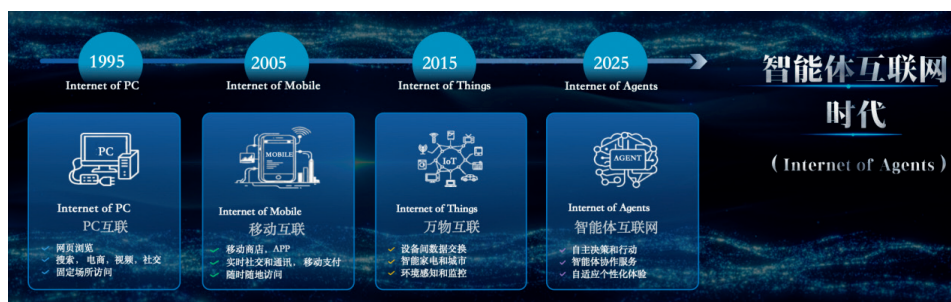 1995
2005
2015
2025
Internet of PC
Internet of Mobile
Internet of Things
Internet of Agents
智能体互联网
时代
（Internet of Agents）
PC
Internet of PC
PC互联
网页浏览
搜索，电商，视频，社交
固定场所访问
MOBILE
Internet of Mobile
移动互联
移动商店，APP
实时社交和通讯，移动支付
随时随地访问
IoT
Internet of Things
万物互联
设备间数据交换
智能家电和城市
环境感知和监控
AGENT
Internet of Agents
智能体互联网
自主决策和行动
智能体协作服务
自适应个性化体验